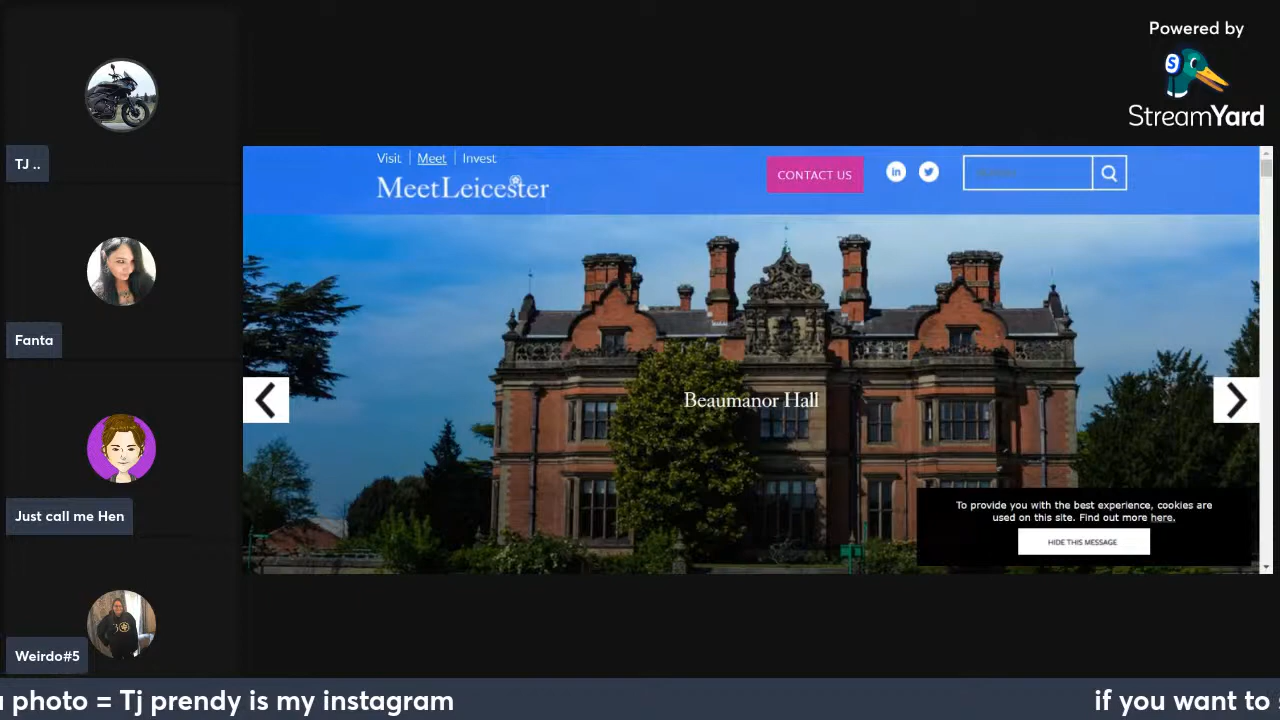 Powered by
StreamYard
TJ ..
Fanta
Just call me Hen
Weirdo#5
Visit | Meet | Invest
MeetLeicester
CONTACT US
in
Beaumanor Hall
To provide you with the best experience, cookies are
used on this site. Find out more here.
HIDE THIS MESSAGE
photo = Tj prendy is my instagram
if you want to